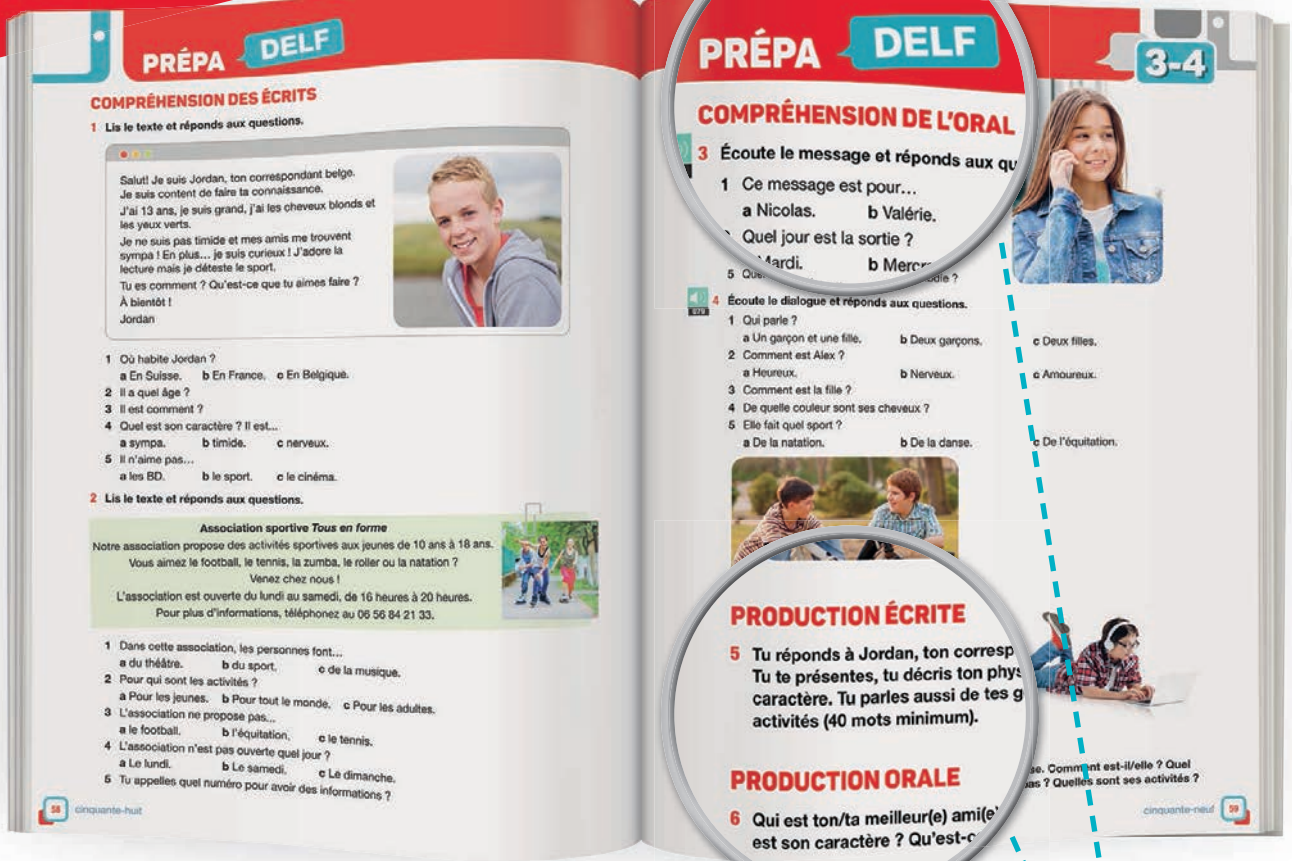 PRÉPA DELF
COMPRÉHENSION DES ÉCRITS
1 Lis le texte et réponds aux questions.
Salut! Je suis Jordan, ton correspondant belge.
Je suis content de faire ta connaissance.
J'ai 13 ans, je suis grand, j'ai les cheveux blonds et
les yeux verts.
Je ne suis pas timide et mes amis me trouvent
sympa ! En plus... je suis curieux ! J'adore la
lecture mais je déteste le sport.
Tu es comment ? Qu'est-ce que tu aimes faire ?
À bientôt !
Jordan
1 Où habite Jordan ?
a En Suisse. b En France. c En Belgique.
2 Il a quel âge ?
3 Il est comment ?
4 Quel est son caractère ? Il est...
a sympa. b timide. c nerveux.
5 Il n'aime pas...
a les BD. b le sport. c le cinéma.
2 Lis le texte et réponds aux questions.
Association sportive Tous en forme
Notre association propose des activités sportives aux jeunes de 10 ans à 18 ans.
Vous aimez le football, le tennis, la zumba, le roller ou la natation ?
Venez chez nous !
L'association est ouverte du lundi au samedi, de 16 heures à 20 heures.
Pour plus d'informations, téléphonez au 06 56 84 21 33.
1 Dans cette association, les personnes font...
a du théâtre. b du sport. c de la musique.
2 Pour qui sont les activités ?
a Pour les jeunes. b Pour tout le monde. c Pour les adultes.
3 L'association ne propose pas...
a le football. b l'équitation. c le tennis.
4 L'association n'est pas ouverte quel jour ?
a Le lundi. b Le samedi. c Le dimanche.
5 Tu appelles quel numéro pour avoir des informations ?
58 cinquante-huit
PRÉPA DELF
3-4
COMPRÉHENSION DE L'ORAL
3 Écoute le message et réponds aux
1 Ce message est pour...
a Nicolas. b Valérie.
Quel jour est la sortie ?
Mardi. b
5
079
4 Écoute le dialogue et réponds aux questions.
1 Qui parle ?
a Un garçon et une fille. b Deux garçons. c Deux filles.
2 Comment est Alex ?
a Heureux. b Nerveux. c Amoureux.
3 Comment est la fille ?
4 De quelle couleur sont ses cheveux ?
5 Elle fait quel sport ?
a De la natation. b De la danse. c De l'équitation.
PRODUCTION ÉCRITE
5 Tu réponds à Jordan, ton
Tu te présentes, tu décris ton
caractère. Tu parles aussi de tes
activités (40 mots minimum).
PRODUCTION ORALE
6 Qui est ton/ta meilleur(e) ami(e)
Comment est-il/elle ? Quel
est son caractère ?
? Quelles sont ses activités ?
cinquante-neuf 59